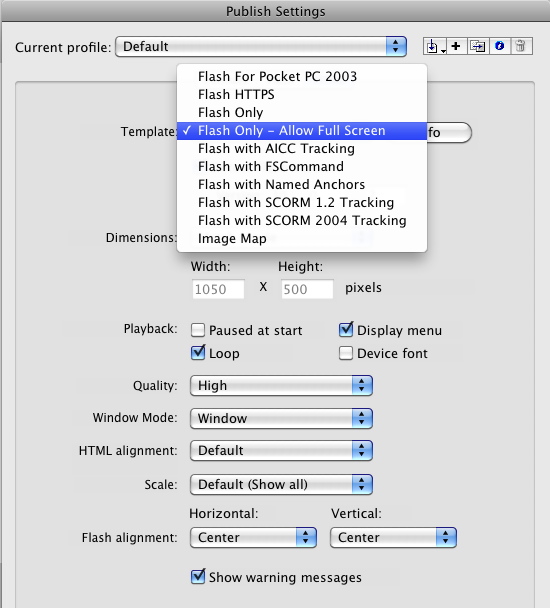 Publish Settings
Current profile: Default
Flash For Pocket PC 2003
Flash HTTPS
Flash Only
Template: ✓ Flash Only - Allow Full Screen fo
Flash with AICC Tracking
Flash with FSCommand
Flash with Named Anchors
Flash with SCORM 1.2 Tracking
Flash with SCORM 2004 Tracking
Dimensions: Image Map
Width: Height:
1050 X 500 pixels
Playback: Paused at start Display menu
Loop Device font
Quality: High
Window Mode: Window
HTML alignment: Default
Scale: Default (Show all)
Horizontal: Vertical:
Flash alignment: Center Center
Show warning messages